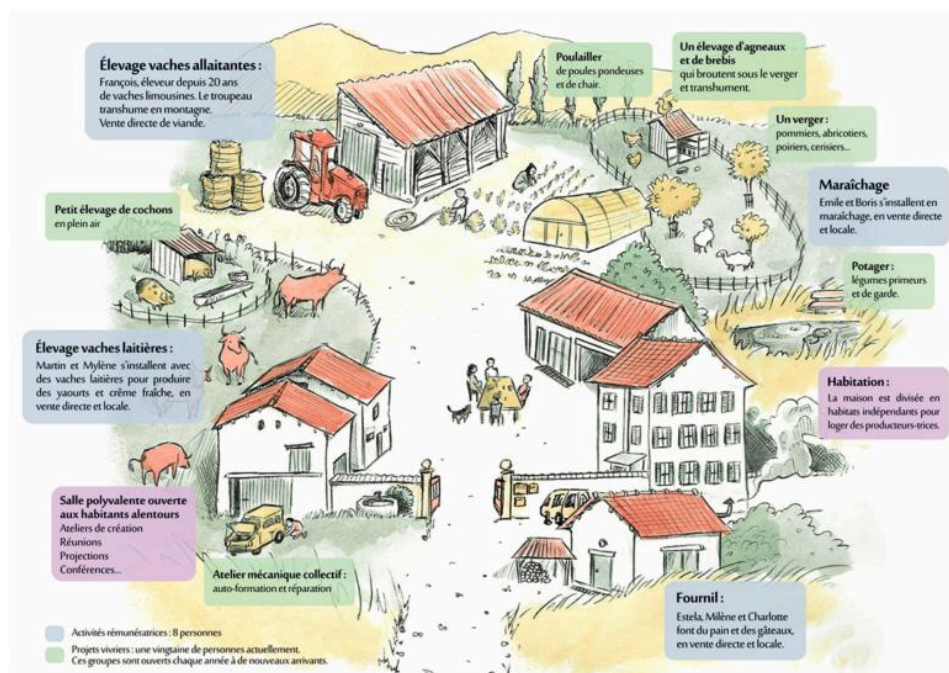 Élevage vaches allaitantes :
François, éleveur depuis 20 ans
de vaches limousines. Le troupeau
transhume en montagne.
Vente directe de viande.
Poulailler
de poules pondeuses
et de chair.
Un élevage d'agneaux
et de brebis
qui broutent sous le verger
et transhument.
Un verger :
pommiers, abricotiers,
poiriers, cerisiers...
Maraîchage
Emile et Boris s'installent en
maraîchage, en vente directe
et locale.
Petit élevage de cochons
en plein air
Potager :
légumes primeurs
et de garde.
Élevage vaches laitières :
Martin et Mylène s'installent avec
des vaches laitières pour produire
des yaourts et crême fraîche, en
vente directe et locale.
Habitation :
La maison est divisée en
habitats indépendants pour
loger des producteurs-trices.
Salle polyvalente ouverte
aux habitants alentours
Ateliers de création
Réunions
Projections
Conférences...
Atelier mécanique collectif :
auto-formation et réparation
Fournil :
Estela, Milène et Charlotte
font du pain et des gâteaux,
en vente directe et locale.
Activités rémunératrices : 8 personnes
Projets vivriers : une vingtaine de personnes actuellement.
Ces groupes sont ouverts chaque année à de nouveaux arrivants.